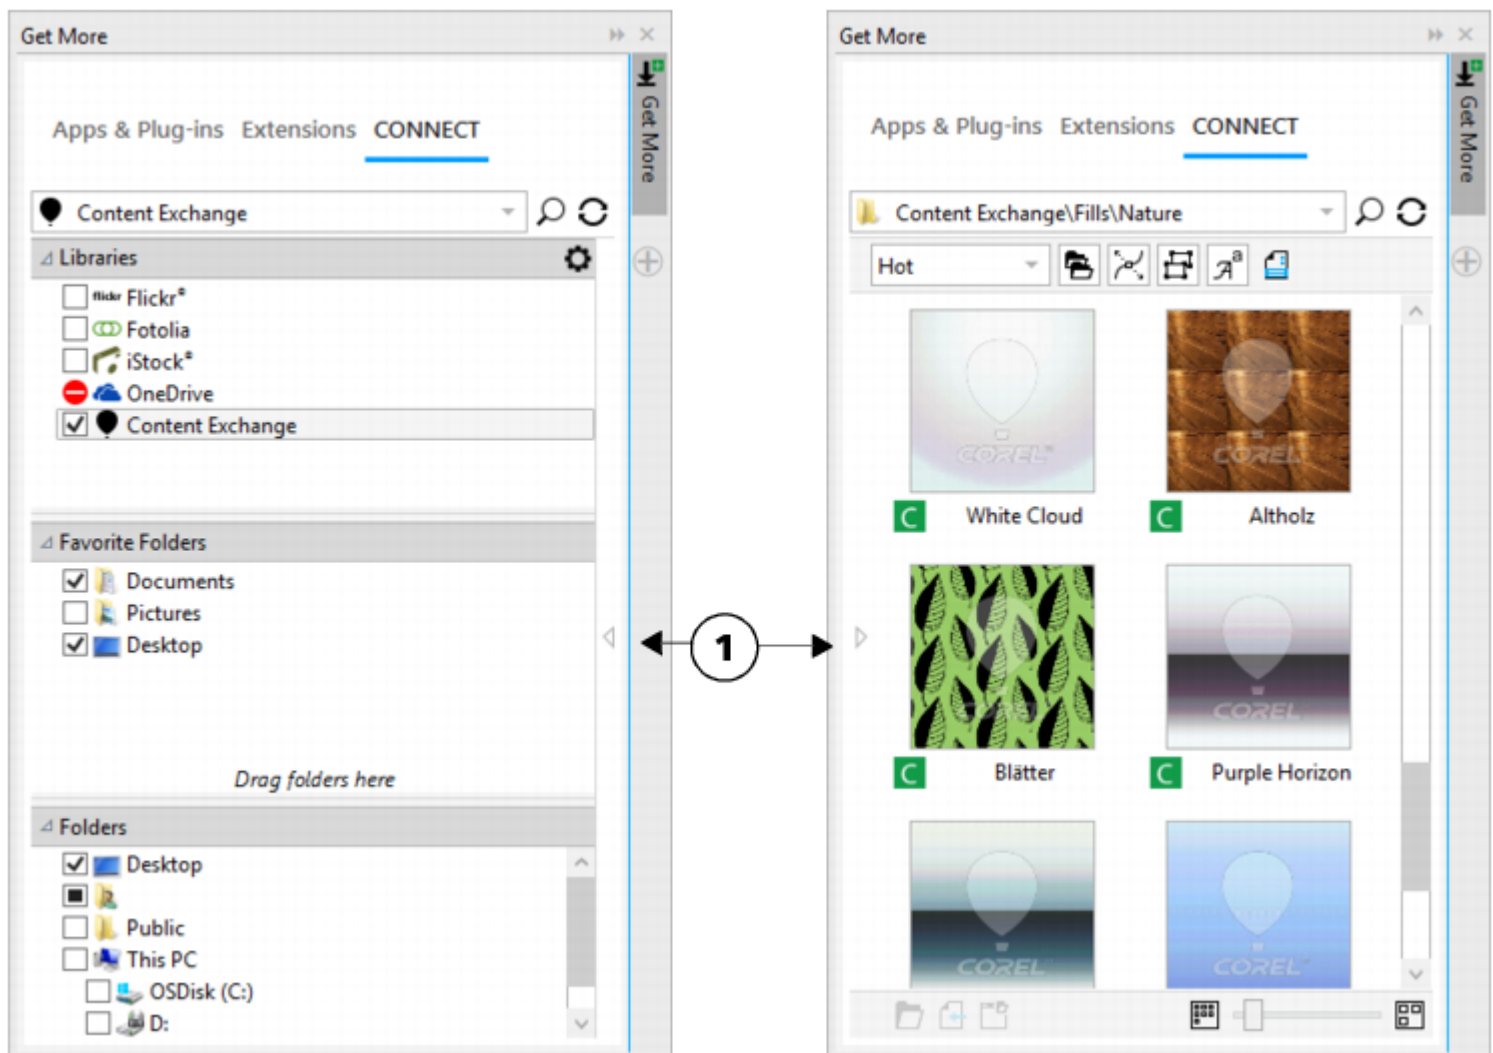 Get More
Get More
Apps & Plug-ins Extensions CONNECT
Content Exchange
Libraries
flickr Flickr®
Fotolia
iStock®
OneDrive
Content Exchange
Favorite Folders
Documents
Pictures
Desktop
Drag folders here
Folders
Desktop
Public
This PC
OSDisk (C:)
D:
1
Get More
Get More
Apps & Plug-ins Extensions CONNECT
Content Exchange\Fills\Nature
Hot
COREL™
COREL™
C White Cloud
C Altholz
COREL
COREL
C Blätter
C Purple Horizon
COREL
COREL